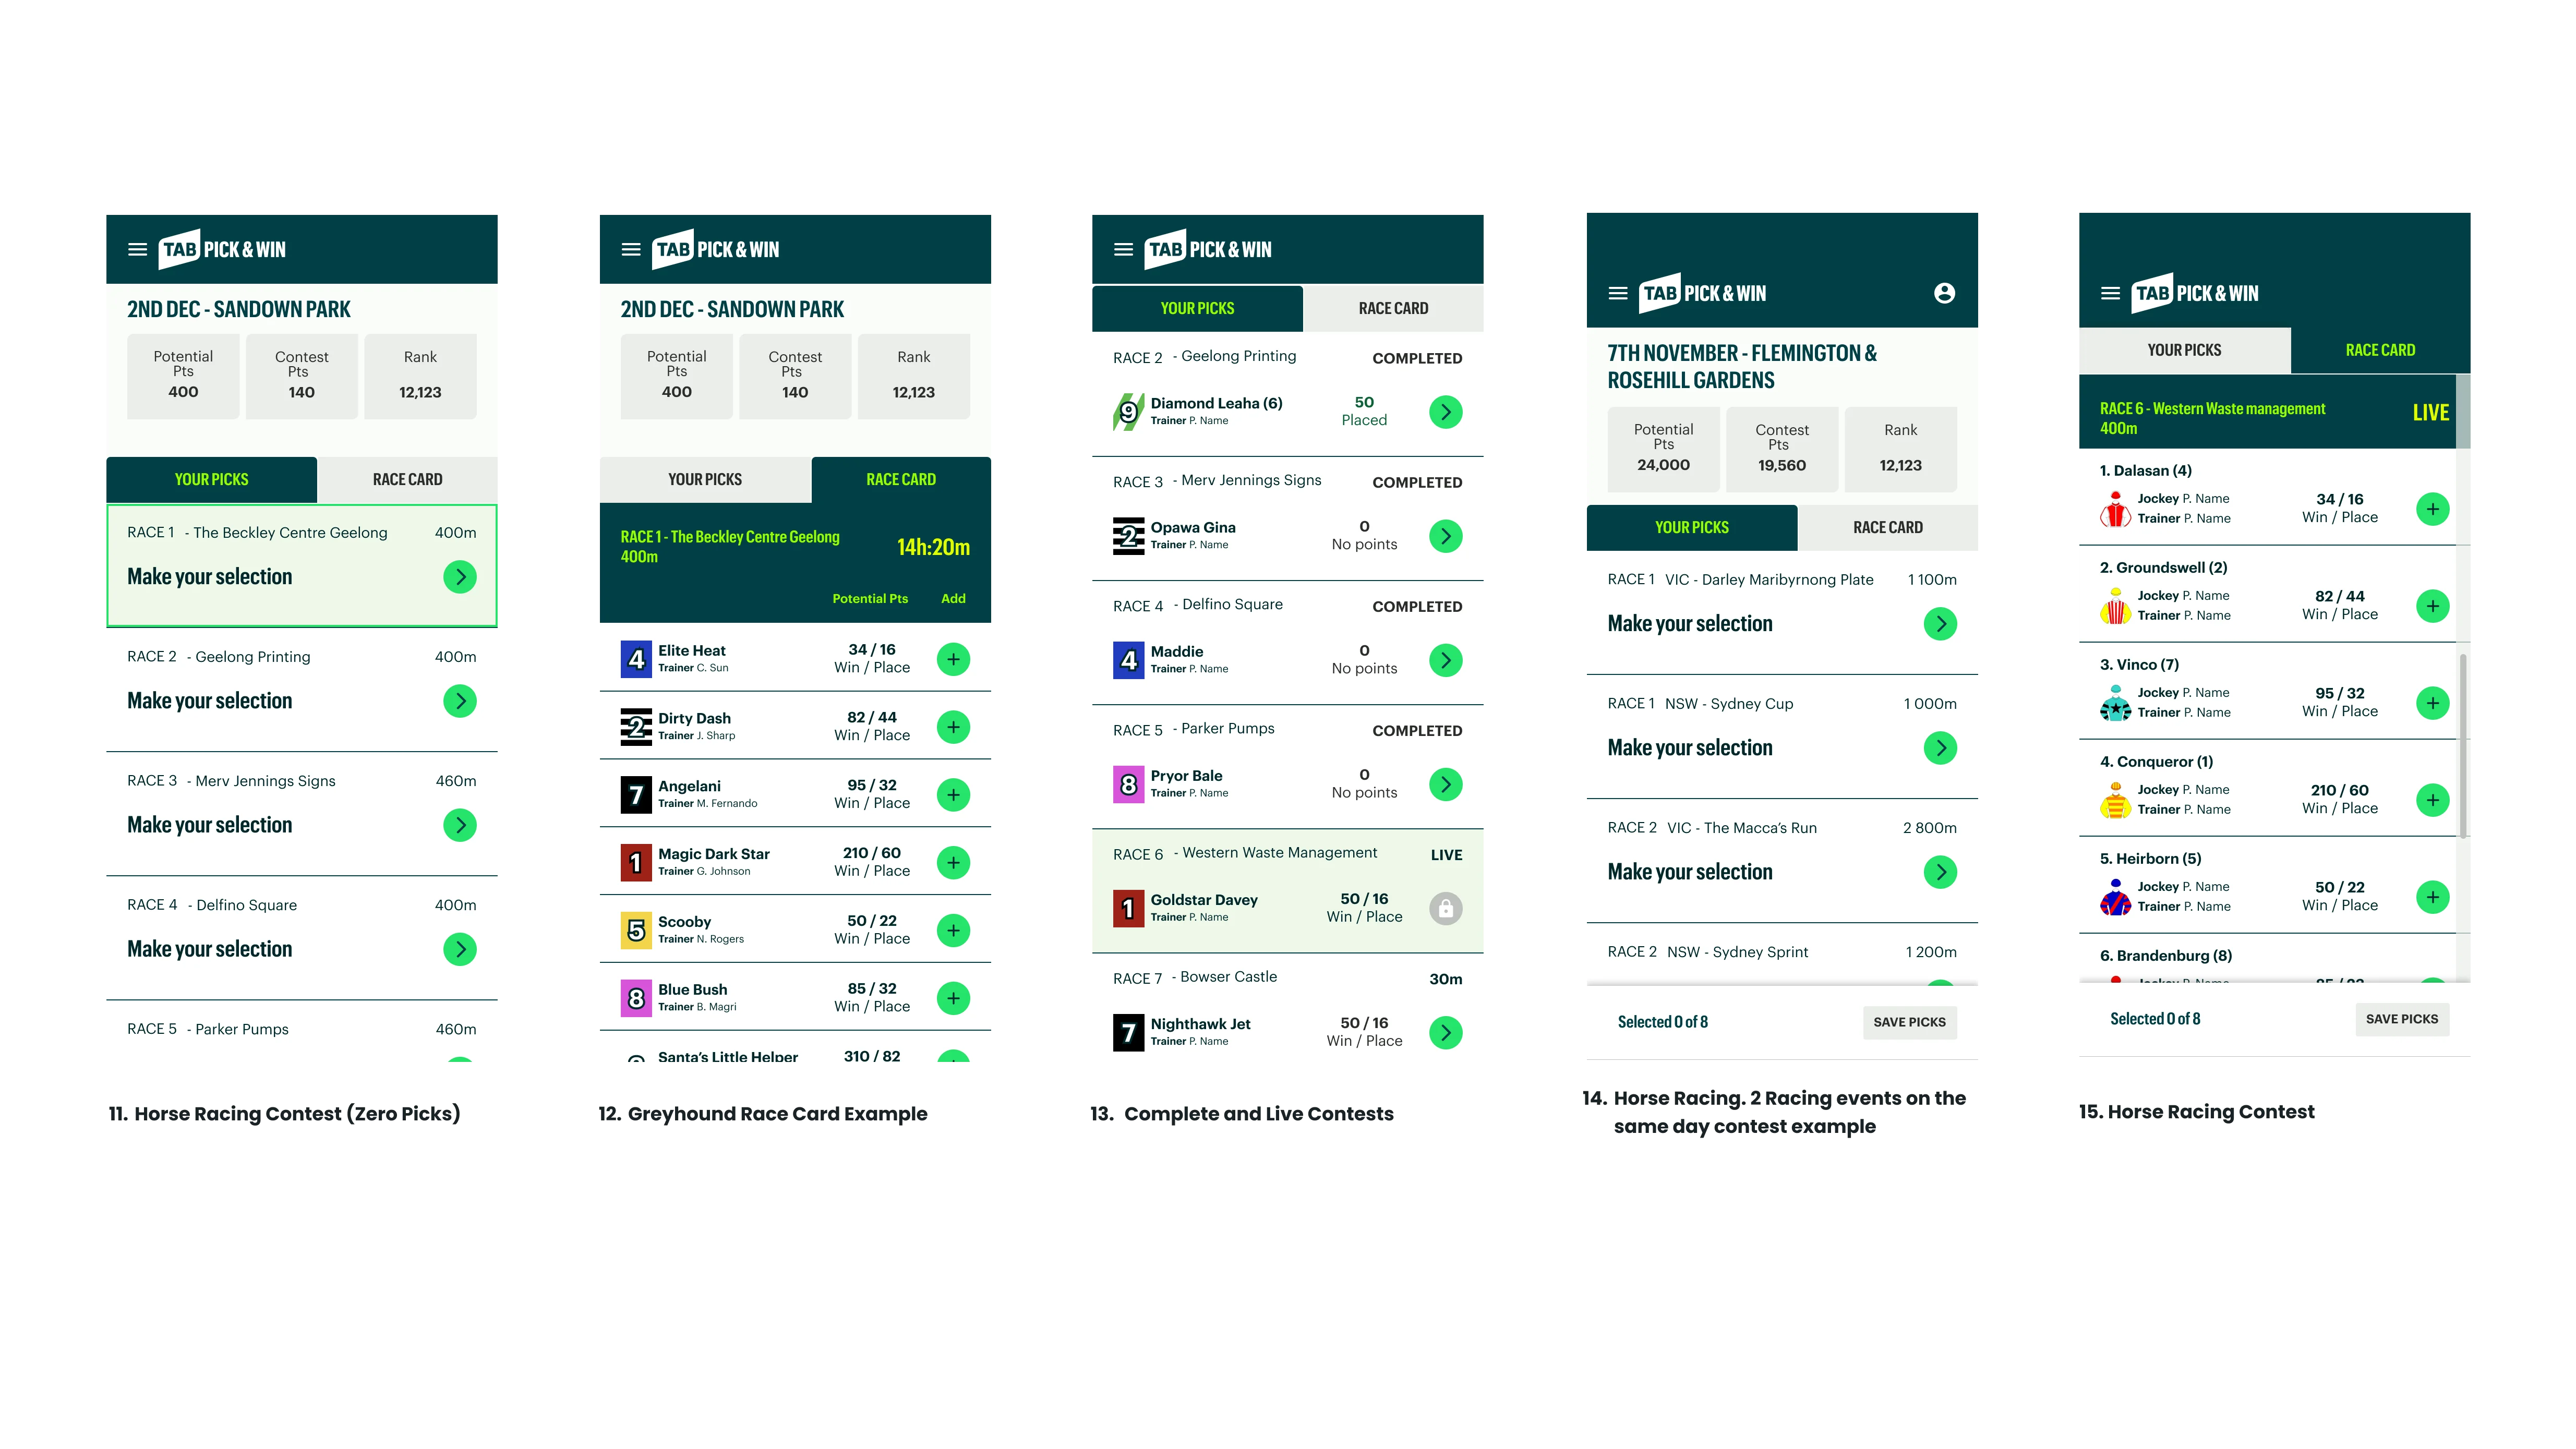 TAB PICK & WIN
2ND DEC - SANDOWN PARK
Potential Pts
400
Contest Pts
140
Rank
12,123
YOUR PICKS
RACE CARD
RACE 1 - The Beckley Centre Geelong 400m
Make your selection
RACE 2 - Geelong Printing 400m
Make your selection
RACE 3 - Merv Jennings Signs 460m
Make your selection
RACE 4 - Delfino Square 400m
Make your selection
RACE 5 - Parker Pumps 460m
11. Horse Racing Contest (Zero Picks)
TAB PICK & WIN
2ND DEC - SANDOWN PARK
Potential Pts
400
Contest Pts
140
Rank
12,123
YOUR PICKS
RACE CARD
RACE 1 - The Beckley Centre Geelong
400m
14h:20m
Potential Pts Add
4 Elite Heat 34 / 16
Trainer C. Sun Win / Place
2 Dirty Dash 82 / 44
Trainer J. Sharp Win / Place
7 Angelani 95 / 32
Trainer M. Fernando Win / Place
1 Magic Dark Star 210 / 60
Trainer G. Johnson Win / Place
5 Scooby 50 / 22
Trainer N. Rogers Win / Place
8 Blue Bush 85 / 32
Trainer B. Magri Win / Place
Santa's Little Helper 310 / 82
12. Greyhound Race Card Example
TAB PICK & WIN
YOUR PICKS
RACE CARD
RACE 2 - Geelong Printing COMPLETED
9 Diamond Leaha (6) 50
Trainer P. Name Placed
RACE 3 - Merv Jennings Signs COMPLETED
2 Opawa Gina 0
Trainer P. Name No points
RACE 4 - Delfino Square COMPLETED
4 Maddie 0
Trainer P. Name No points
RACE 5 - Parker Pumps COMPLETED
8 Pryor Bale 0
Trainer P. Name No points
RACE 6 - Western Waste Management LIVE
1 Goldstar Davey 50 / 16
Trainer P. Name Win / Place
RACE 7 - Bowser Castle 30m
7 Nighthawk Jet 50 / 16
Trainer P. Name Win / Place
13. Complete and Live Contests
TAB PICK & WIN
7TH NOVEMBER - FLEMINGTON &
ROSEHILL GARDENS
Potential Pts
24,000
Contest Pts
19,560
Rank
12,123
YOUR PICKS
RACE CARD
RACE 1 VIC - Darley Maribyrnong Plate 1 100m
Make your selection
RACE 1 NSW - Sydney Cup 1 000m
Make your selection
RACE 2 VIC - The Macca's Run 2 800m
Make your selection
RACE 2 NSW - Sydney Sprint 1 200m
Selected 0 of 8
SAVE PICKS
14. Horse Racing. 2 Racing events on the
same day contest example
TAB PICK & WIN
YOUR PICKS
RACE CARD
RACE 6 - Western Waste management
400m
LIVE
1. Dalasan (4)
Jockey P. Name 34 / 16
Trainer P. Name Win / Place
2. Groundswell (2)
Jockey P. Name 82 / 44
Trainer P. Name Win / Place
3. Vinco (7)
Jockey P. Name 95 / 32
Trainer P. Name Win / Place
4. Conqueror (1)
Jockey P. Name 210 / 60
Trainer P. Name Win / Place
5. Heirborn (5)
Jockey P. Name 50 / 22
Trainer P. Name Win / Place
6. Brandenburg (8)
Selected 0 of 8
SAVE PICKS
15. Horse Racing Contest